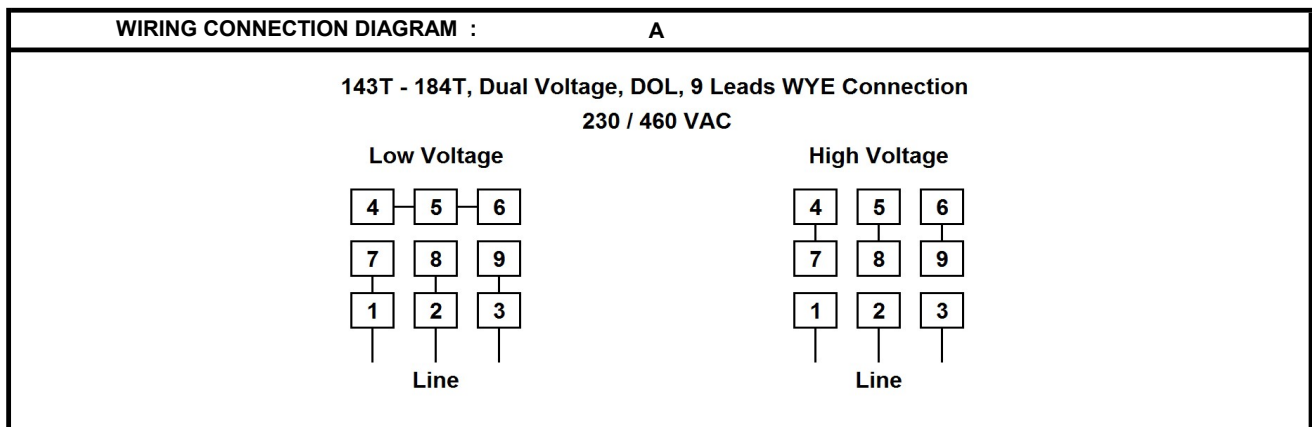 WIRING CONNECTION DIAGRAM : A
143T - 184T, Dual Voltage, DOL, 9 Leads WYE Connection
230 / 460 VAC
Low Voltage High Voltage
4 5 6 4 5 6
7 8 9 7 8 9
1 2 3 1 2 3
Line Line